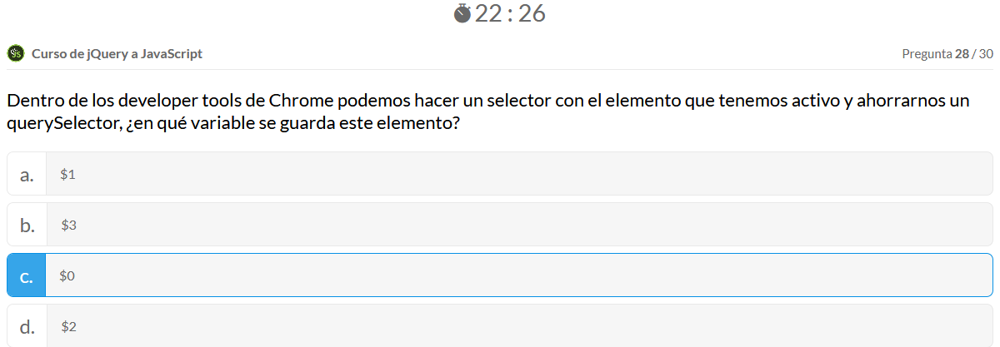 22 : 26
Curso de jQuery a JavaScript
Pregunta 28 / 30
Dentro de los developer tools de Chrome podemos hacer un selector con el elemento que tenemos activo y ahorrarnos un
querySelector, ¿en qué variable se guarda este elemento?
a. $1
b. $3
c. $0
d. $2